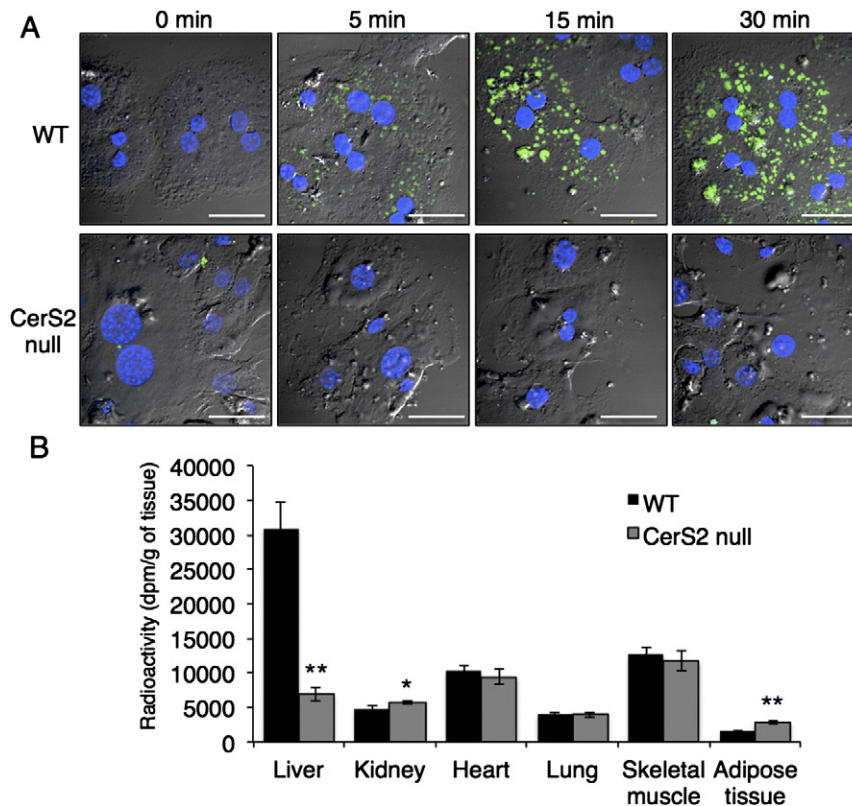 A
0 min
5 min
15 min
30 min
WT
CerS2
null
B
Radioactivity (dpm/g of tissue)
40000
35000
30000
25000
20000
15000
10000
5000
0
WT
CerS2 null
**
*
**
Liver
Kidney
Heart
Lung
Skeletal
muscle
Adipose
tissue